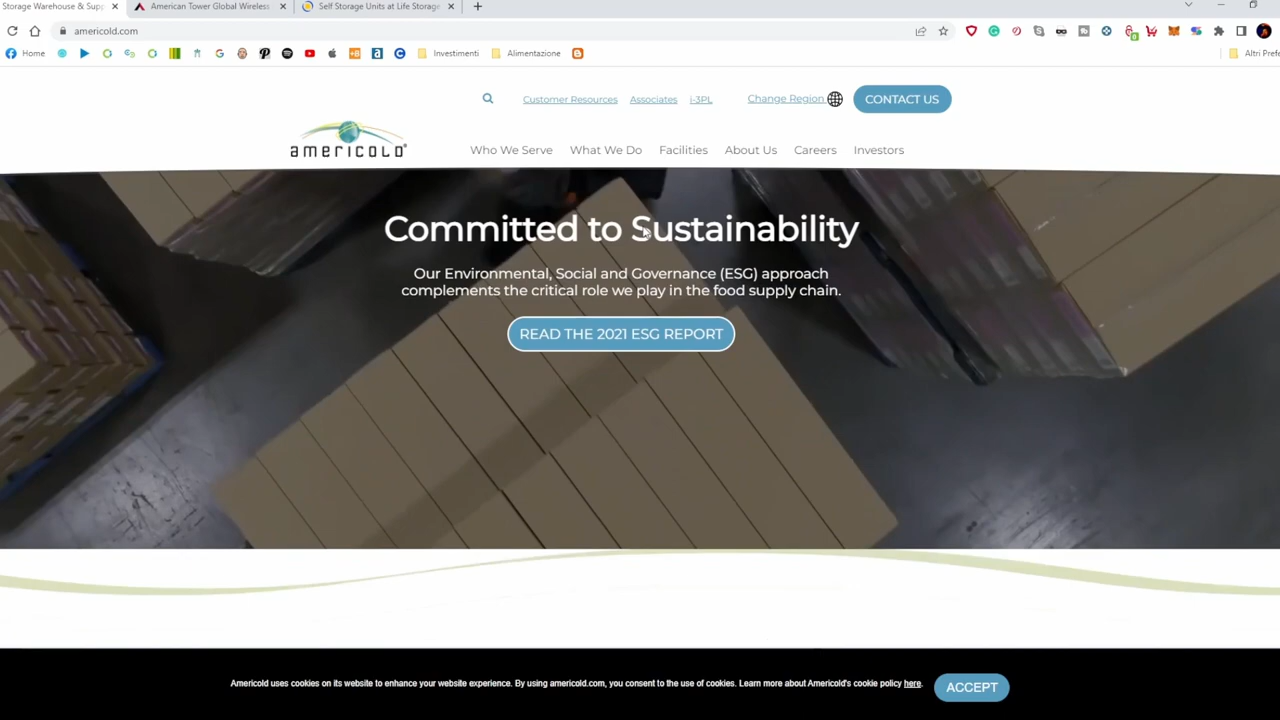 Storage Warehouse & Supp
American Tower Global Wireless
Self Storage Units at Life Storage
americold.com
Home
Investimenti
Alimentazione
Altri Prefe
Customer Resources
Associates
i-3PL
Change Region
CONTACT US
americold
Who We Serve
What We Do
Facilities
About Us
Careers
Investors
Committed to Sustainability
Our Environmental, Social and Governance (ESG) approach
complements the critical role we play in the food supply chain.
READ THE 2021 ESG REPORT
Americold uses cookies on its website to enhance your website experience. By using americold.com, you consent to the use of cookies. Learn more about Americold's cookie policy here.
ACCEPT